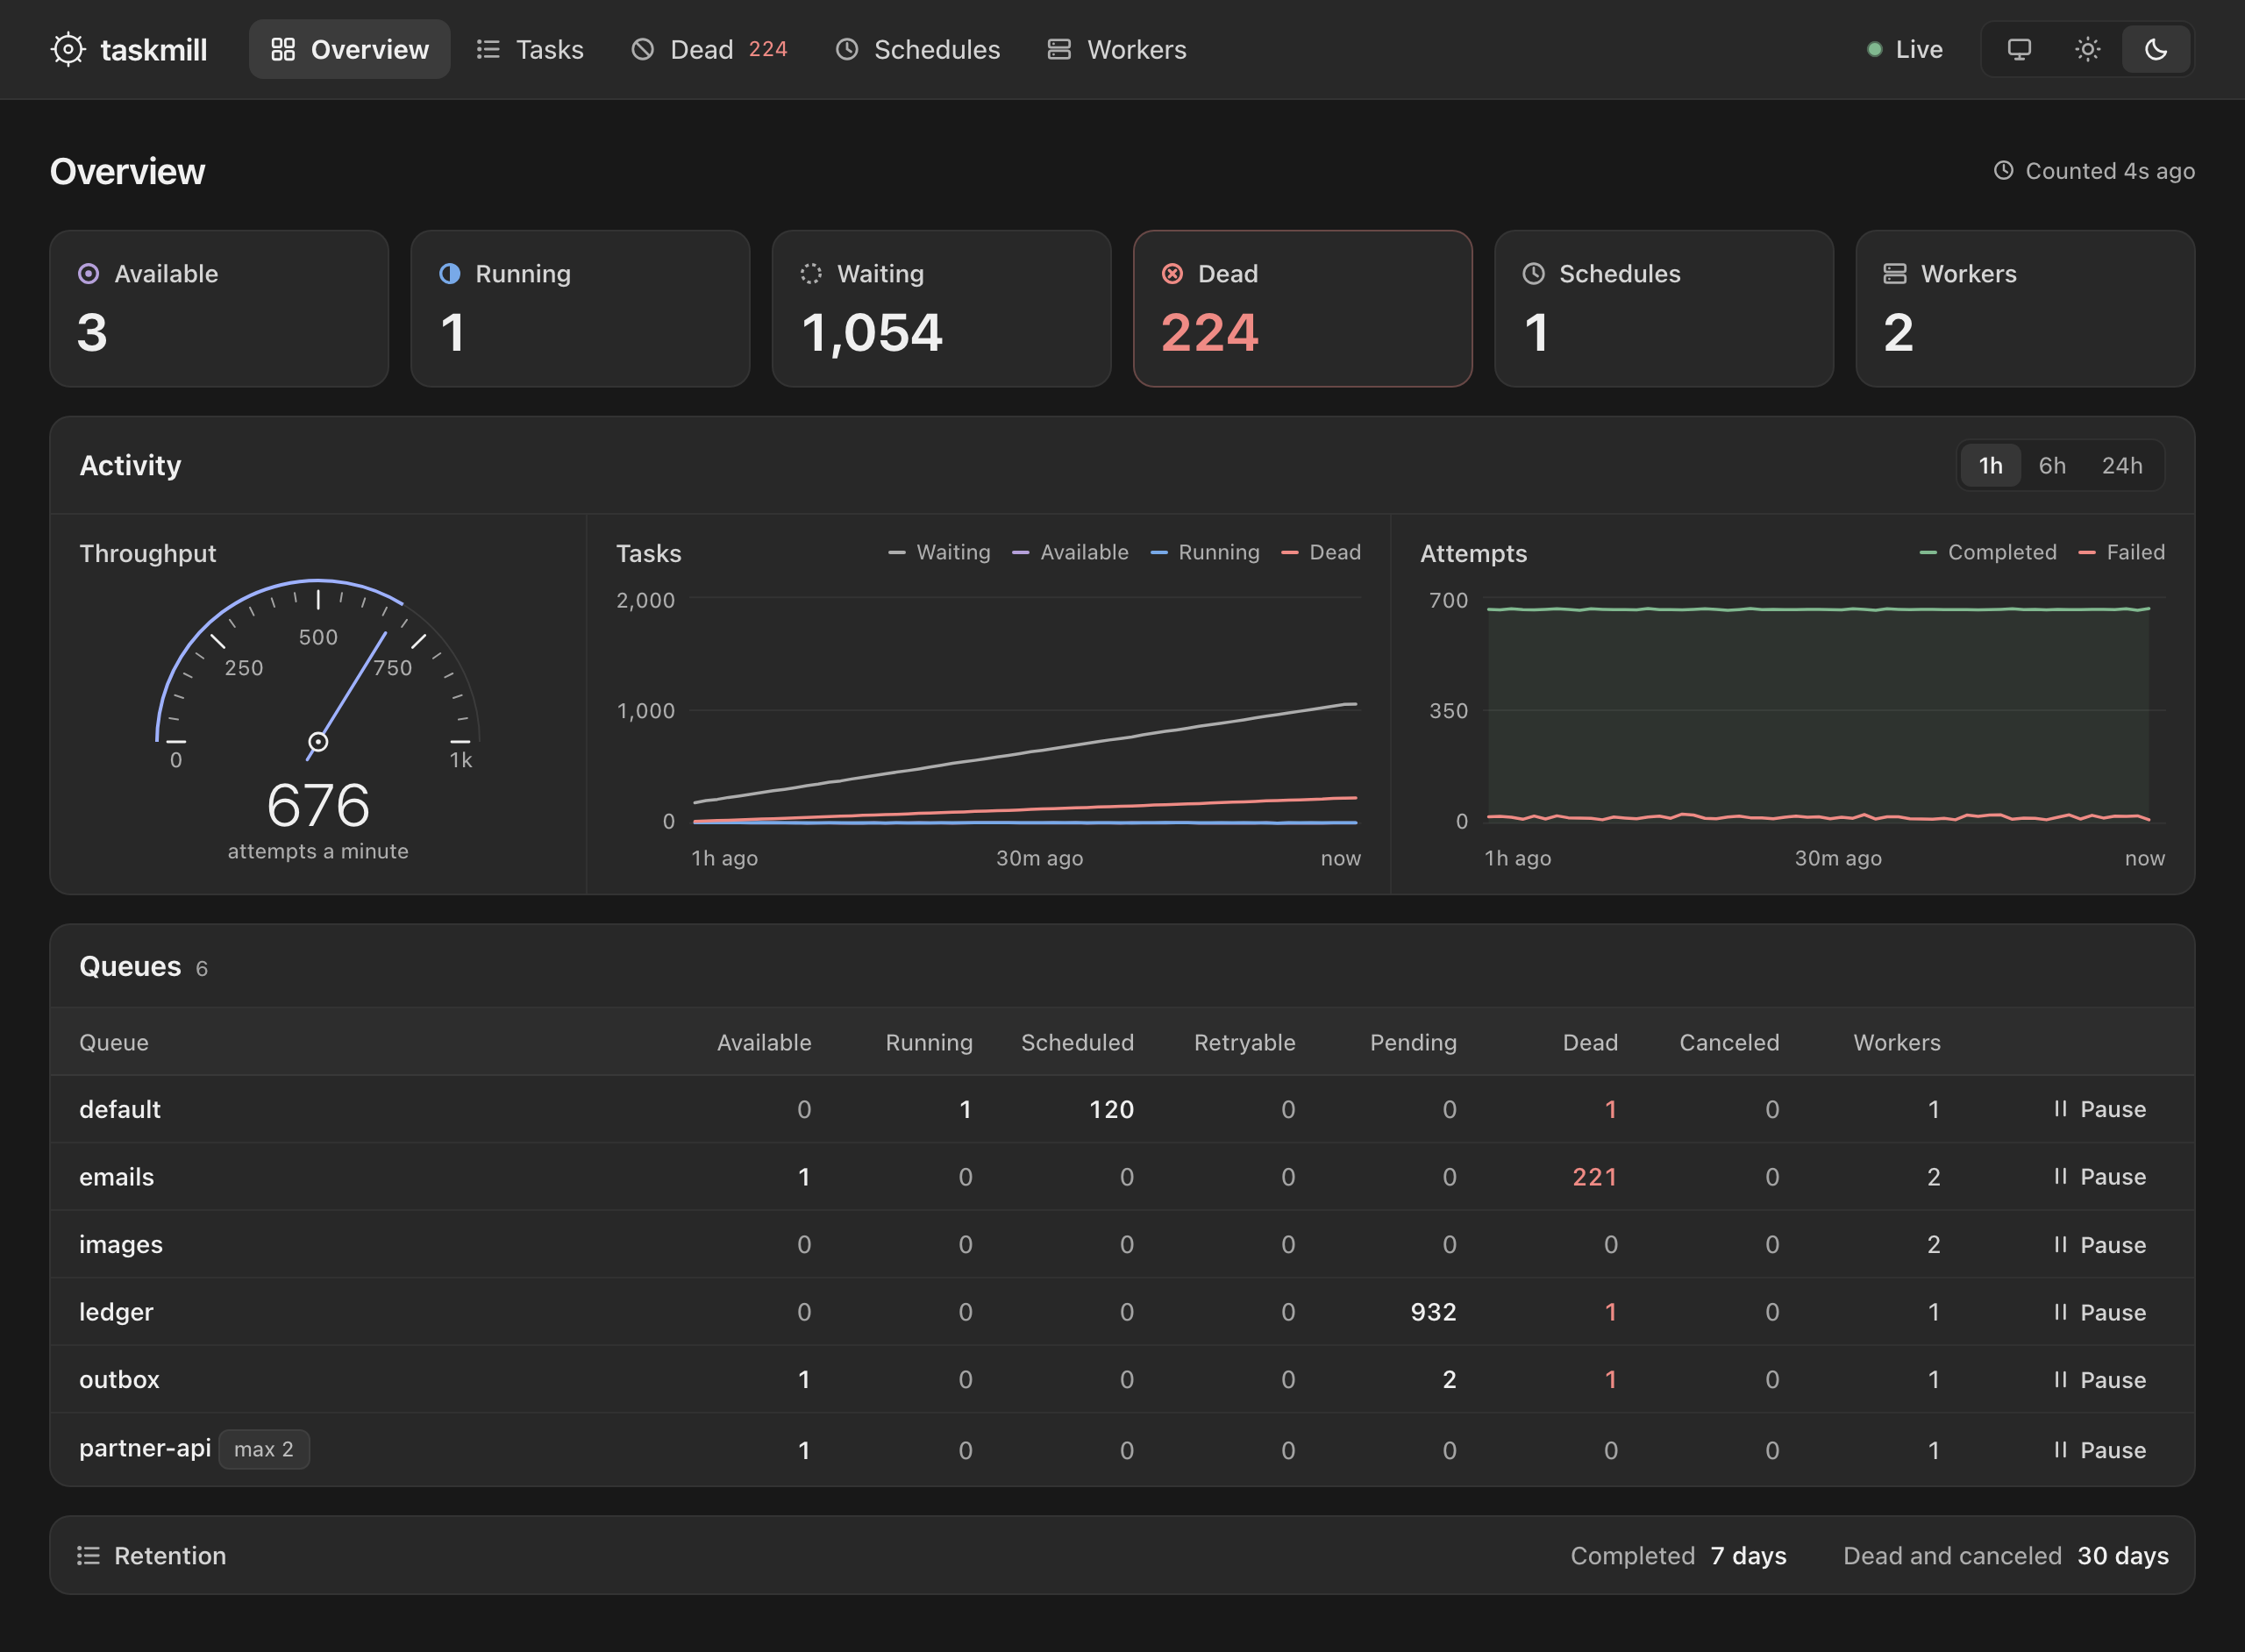 taskmill Overview Tasks Dead 224 Schedules Workers Live
Overview Counted 4s ago
Available Running Waiting Dead Schedules Workers
3 1 1,054 224 1 2
Activity 1h 6h 24h
Throughput
0
250
500
750
1k
676
attempts a minute
Tasks Waiting Available Running Dead
2,000
1,000
0
1h ago 30m ago now
Attempts Completed Failed
700
350
0
1h ago 30m ago now
Queues 6
Queue Available Running Scheduled Retryable Pending Dead Canceled Workers
default 0 1 120 0 0 1 0 1 Pause
emails 1 0 0 0 0 221 0 2 Pause
images 0 0 0 0 0 0 0 2 Pause
ledger 0 0 0 0 932 1 0 1 Pause
outbox 1 0 0 0 2 1 0 1 Pause
partner-api max 2 1 0 0 0 0 0 0 1 Pause
Retention Completed 7 days Dead and canceled 30 days